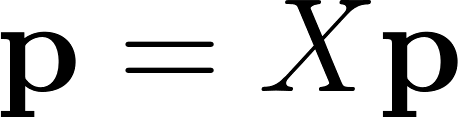 𝐩 = Xp